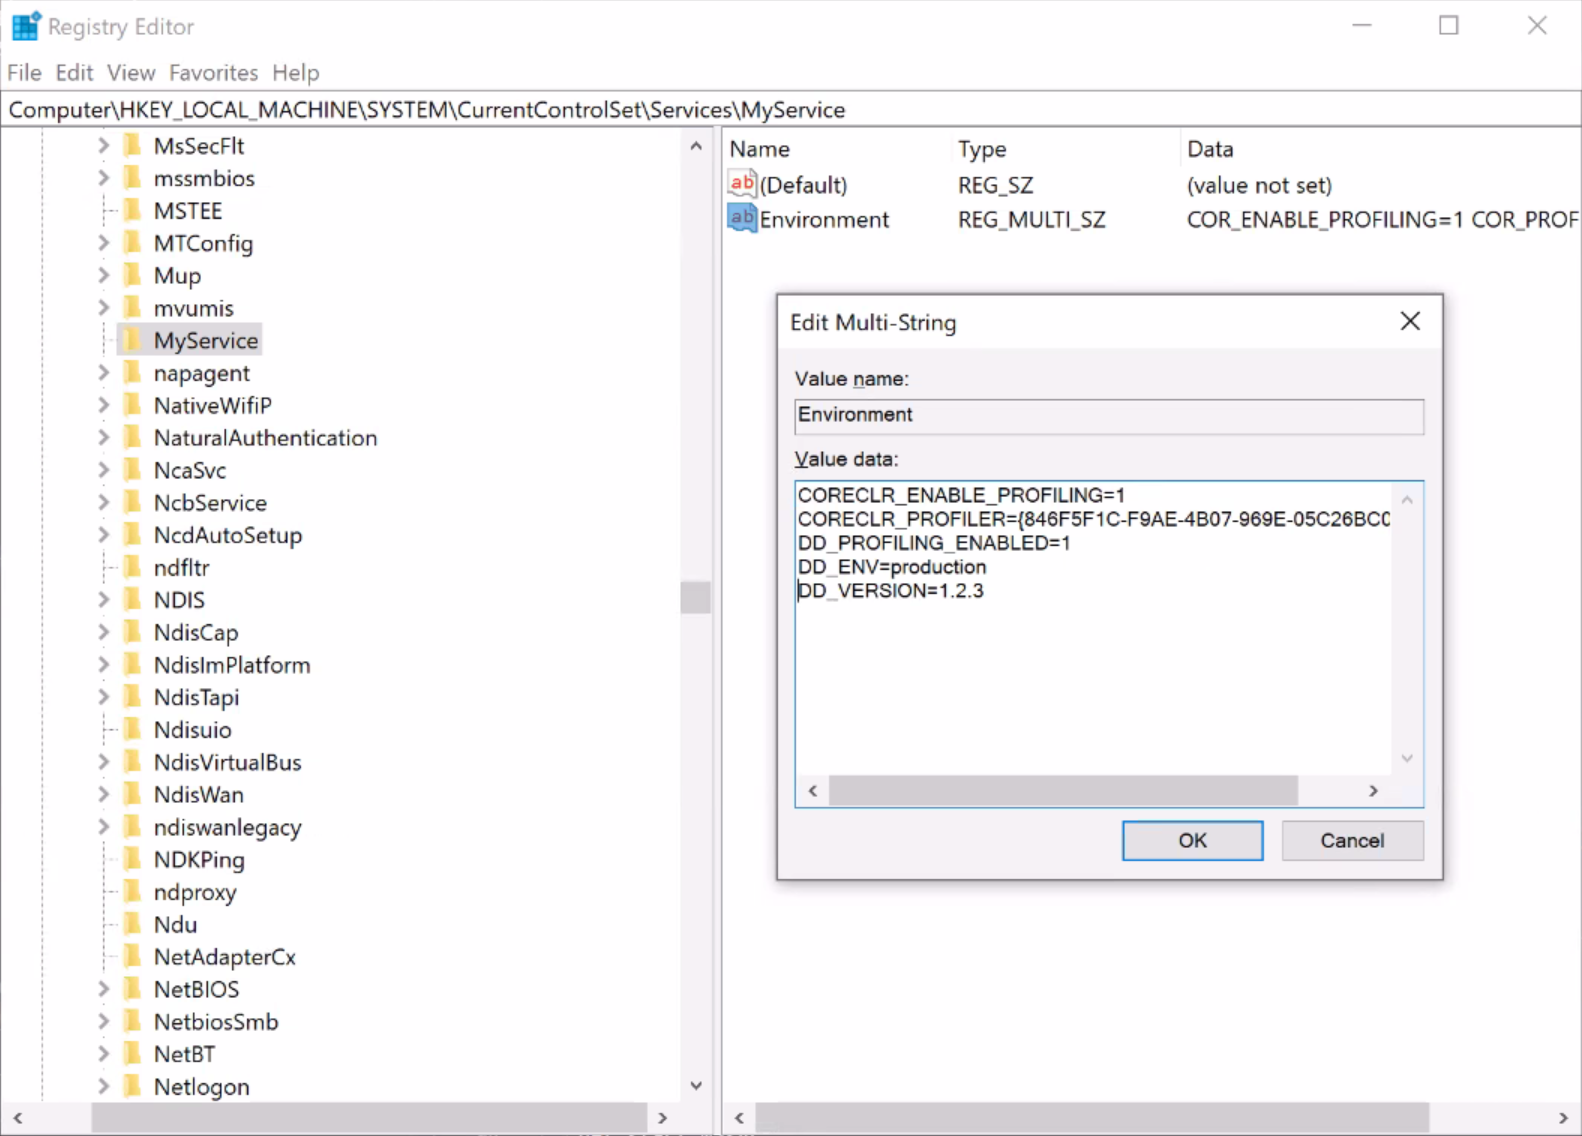 Registry Editor
File Edit View Favorites Help
Computer\HKEY_LOCAL_MACHINE\SYSTEM\CurrentControlSet\Services\MyService
MsSecFlt
mssmbios
MSTEE
MTConfig
Mup
mvumis
MyService
napagent
NativeWifiP
NaturalAuthentication
NcaSvc
NcbService
NcdAutoSetup
ndfltr
NDIS
NdisCap
NdisImPlatform
NdisTapi
Ndisuio
NdisVirtualBus
NdisWan
ndiswanlegacy
NDKPing
ndproxy
Ndu
NetAdapterCx
NetBIOS
NetbiosSmb
NetBT
Netlogon
Name Type Data
ab (Default) REG_SZ (value not set)
ab Environment REG_MULTI_SZ COR_ENABLE_PROFILING=1 COR_PROF
Edit Multi-String
Value name:
Environment
Value data:
CORECLR_ENABLE_PROFILING=1
CORECLR_PROFILER={846F5F1C-F9AE-4B07-969E-05C26BC0
DD_PROFILING_ENABLED=1
DD_ENV=production
DD_VERSION=1.2.3
OK Cancel